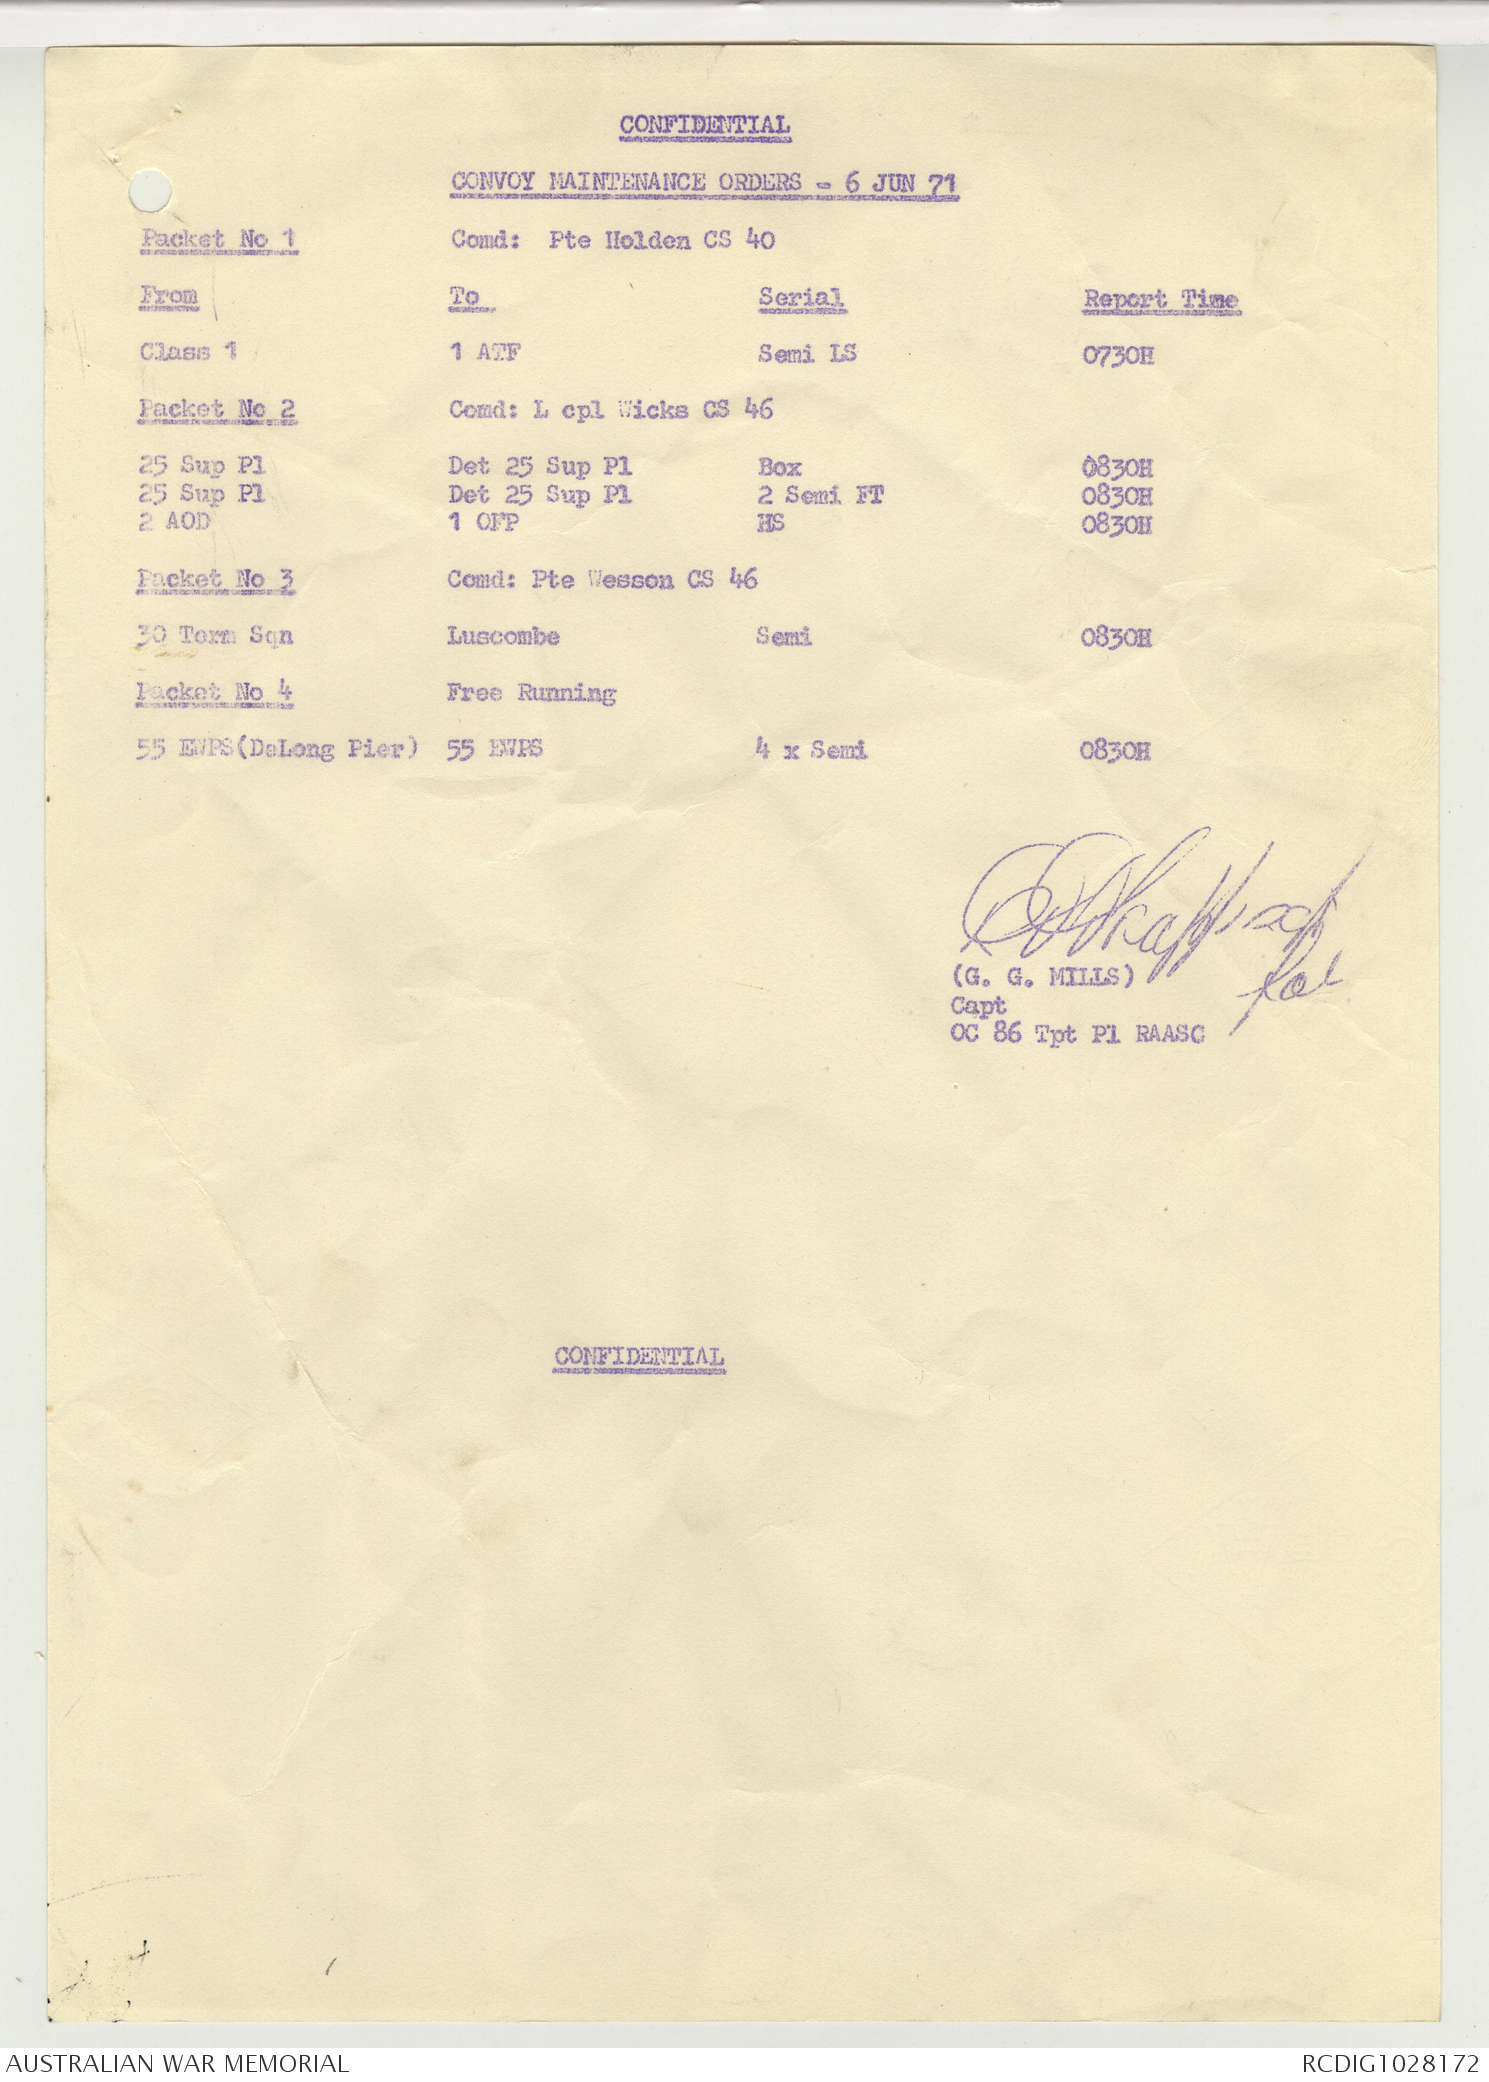 CONFIDENTIAL
CONVOY MAINTENANCE ORDERS - 6 JUN 71
Packet No 1 Comd: Pte Holden CS 40
From To Serial Report Time
Class 1 1 ATF Semi LS 0730H
Packet No 2 Comd: L cpl Wicks CS 46
25 Sup Pl Det 25 Sup Pl Box 0830H
25 Sup Pl Det 25 Sup Pl 2 Semi FT 0830H
2 AOD 1 OFP HS 0830H
Packet No 3 Comd: Pte Wesson CS 46
30 Term Sqn Luscombe Semi 0830H
Packet No 4 Free Running
55 EWPS(DeLong Pier) 55 EWPS 4 x Semi 0830H
(G. G. MILLS)
Capt
OC 86 Tpt Pl RAASC
CONFIDENTIAL
AUSTRALIAN WAR MEMORIAL RCDIG1028172